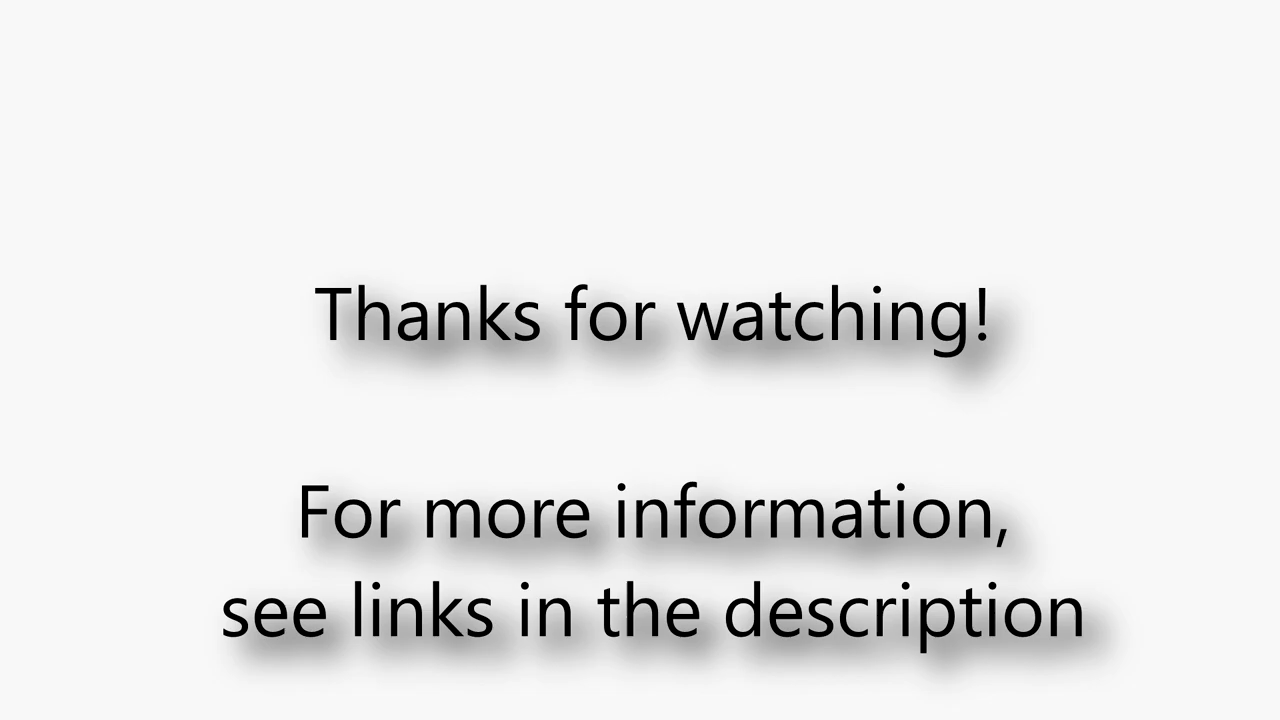 Thanks for watching!
For more information,
see links in the description